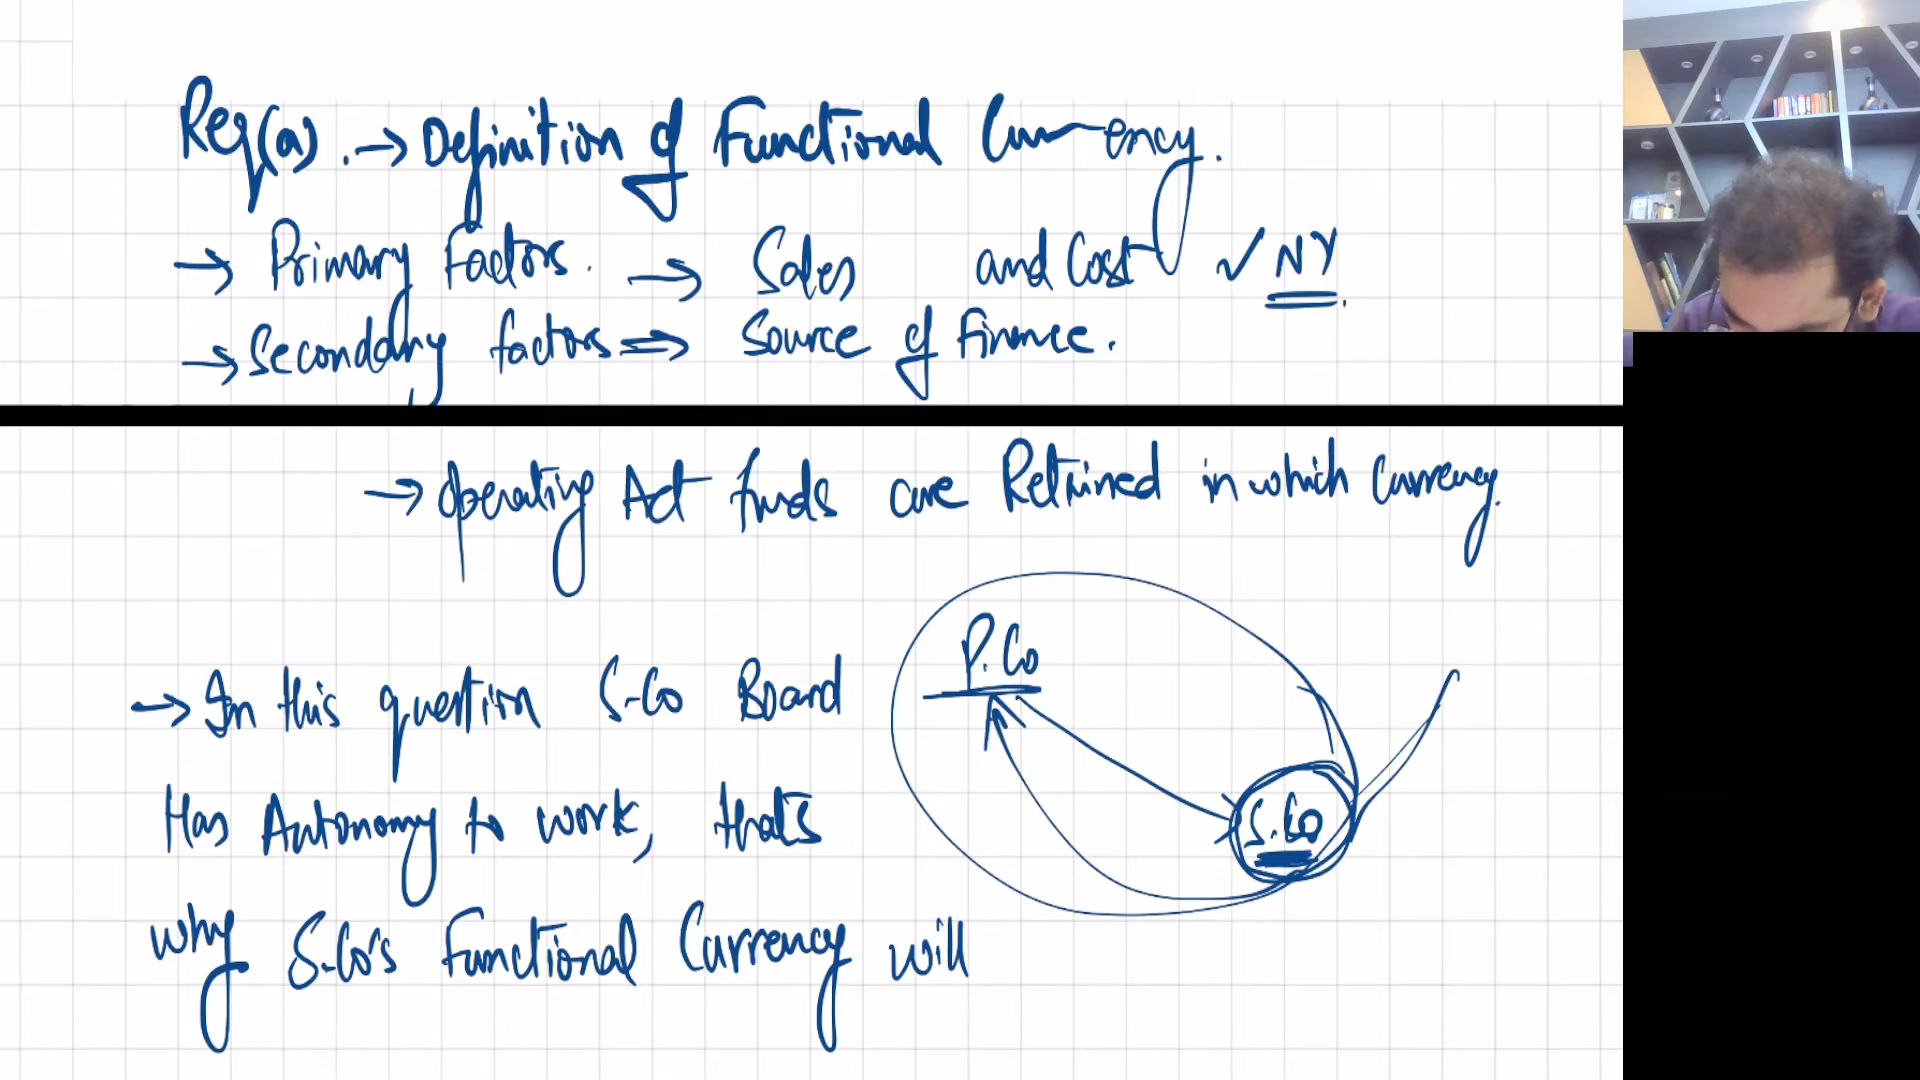 Req(a). → Definition of Functional Currency.
→ Primary Factors. → Sales and Cost ✓ NY.
→ Secondary factors ⇒ Source of Finance.
→ Operating Act funds are Retained in which Currency.
P.Co
→ In this question S-Co Board
Has Autonomy to work, that's
S.Co
why S-Co's Functional Currency will